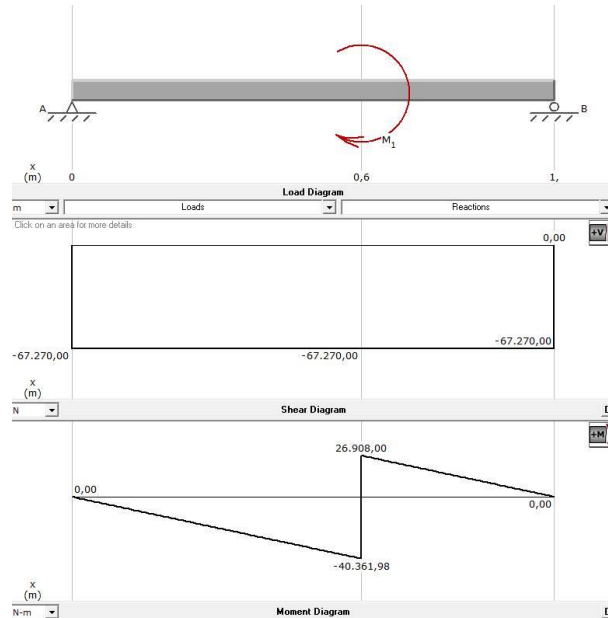 A
B
M1
x
(m)
0
0,6
1,
Load Diagram
m
Loads
Reactions
Click on an area for more details
+V
0,00
-67.270,00
-67.270,00
-67.270,00
x
(m)
N
Shear Diagram
D
+M
26.908,00
0,00
0,00
-40.361,98
x
(m)
N-m
Moment Diagram
D